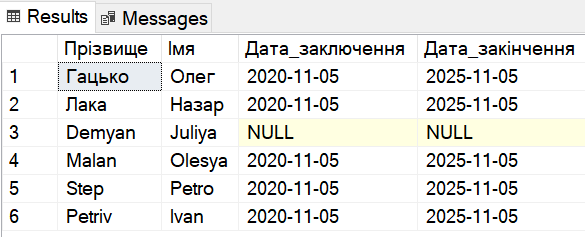 Results Messages
Прізвище Імя Дата_заключення Дата_закінчення
1 Гацько Олег 2020-11-05 2025-11-05
2 Лака Назар 2020-11-05 2025-11-05
3 Demyan Juliya NULL NULL
4 Malan Olesya 2020-11-05 2025-11-05
5 Step Petro 2020-11-05 2025-11-05
6 Petriv Ivan 2020-11-05 2025-11-05